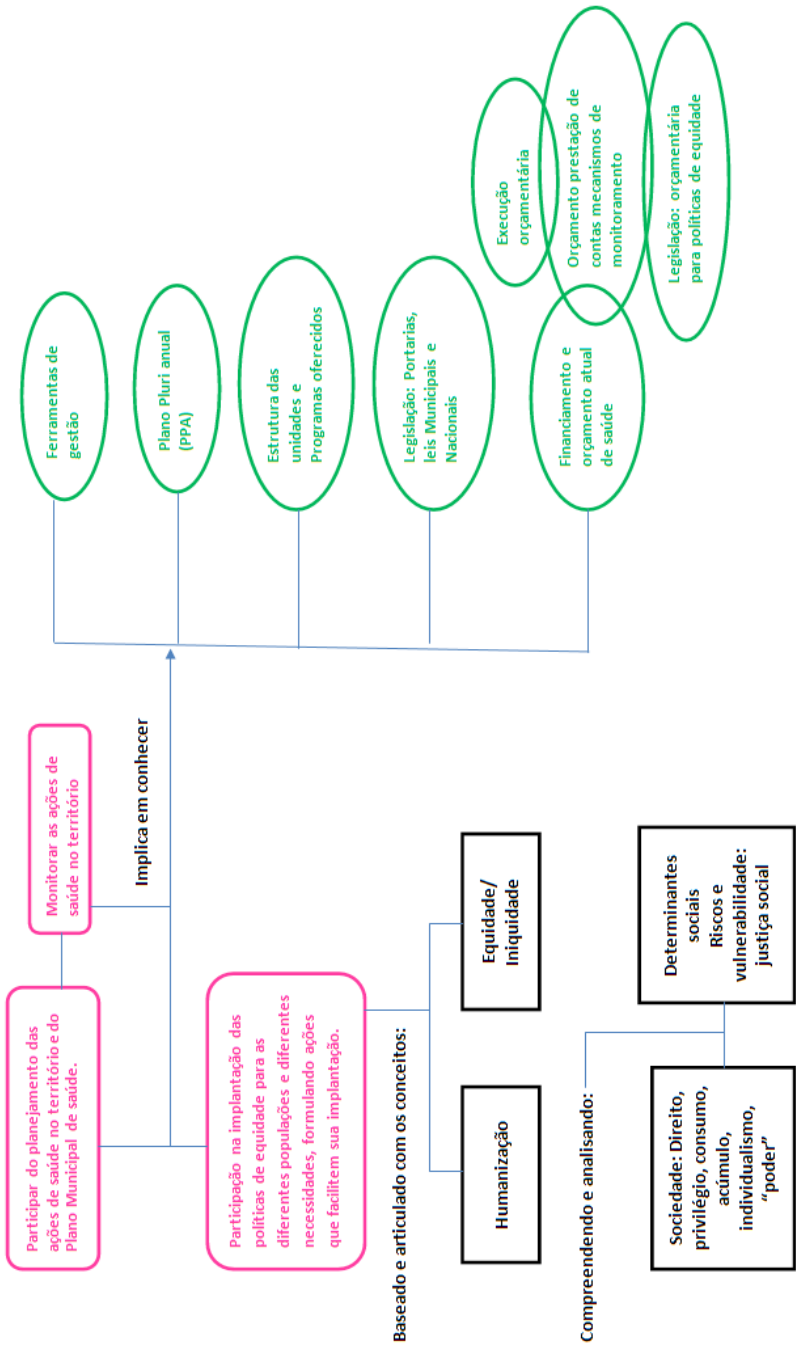 Participar do planejamento das
ações de saúde no território e do
Plano Municipal de saúde.
Monitorar as ações de
saúde no território
Implica em conhecer
Participação na implantação das
políticas de equidade para as
diferentes populações e diferentes
necessidades, formulando ações
que facilitem sua implantação.
Baseado e articulado com os conceitos:
Humanização
Equidade/
Iniquidade
Compreendendo e analisando:
Sociedade: Direito,
privilégio, consumo,
acúmulo,
individualismo,
“poder”
Determinantes
sociais
Riscos e
vulnerabilidade:
justiça social
Ferramentas de
gestão
Plano Pluri anual
(PPA)
Estrutura das
unidades e
Programas oferecidos
Legislação: Portarias,
leis Municipais e
Nacionais
Financiamento e
orçamento atual
de saúde
Execução
orçamentária
Orçamento prestação de
contas mecanismos de
monitoramento
Legislação: orçamentária
para políticas de equidade